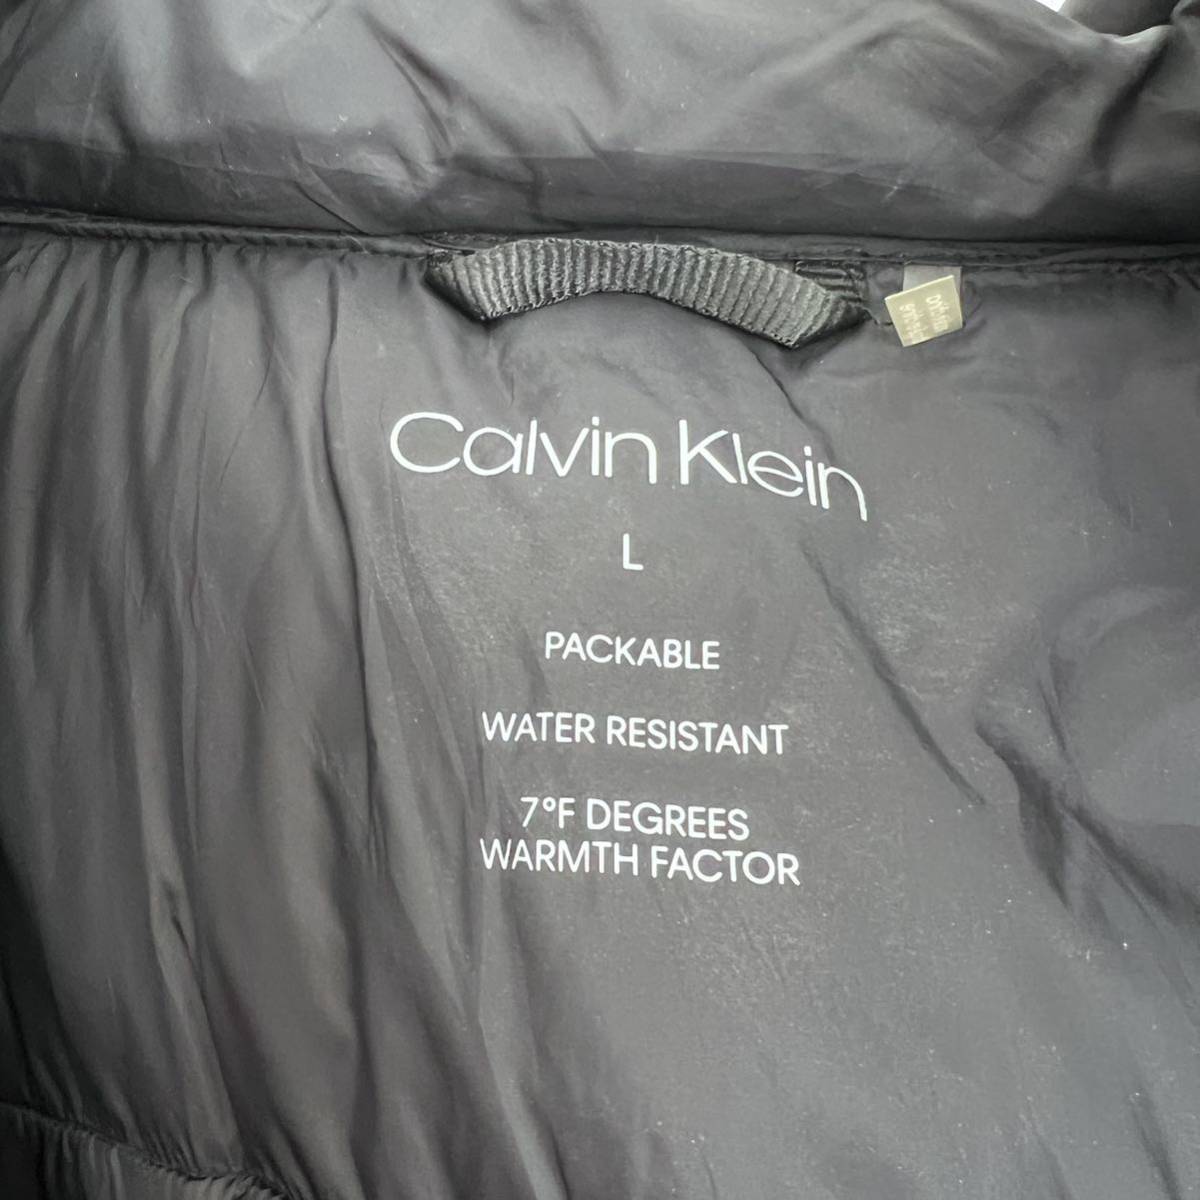 Calvin Klein
L
PACKABLE
WATER RESISTANT
7°F DEGREES
WARMTH FACTOR